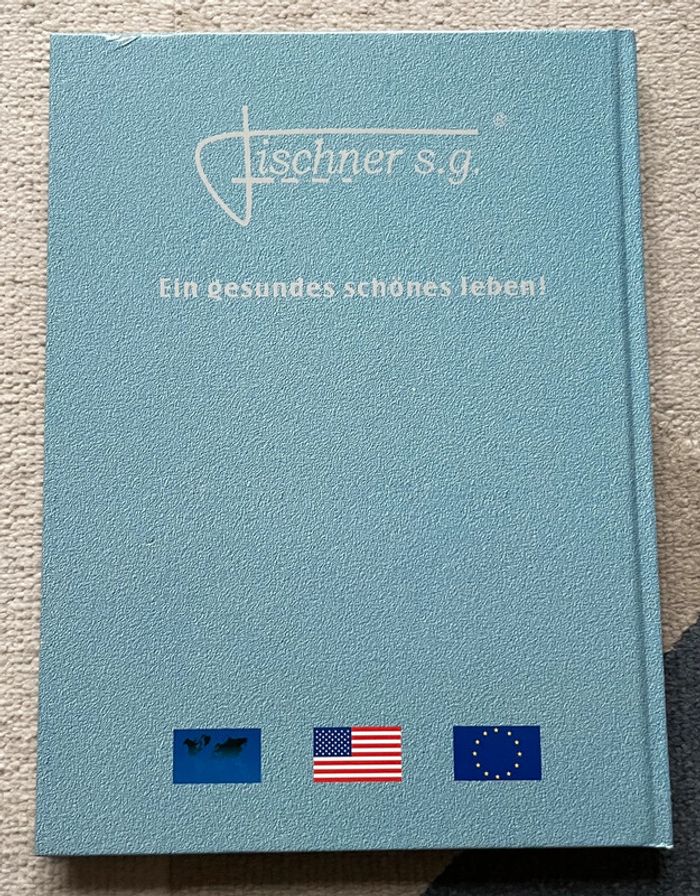 Fischner s.g. ®
Ein gesundes schönes leben!